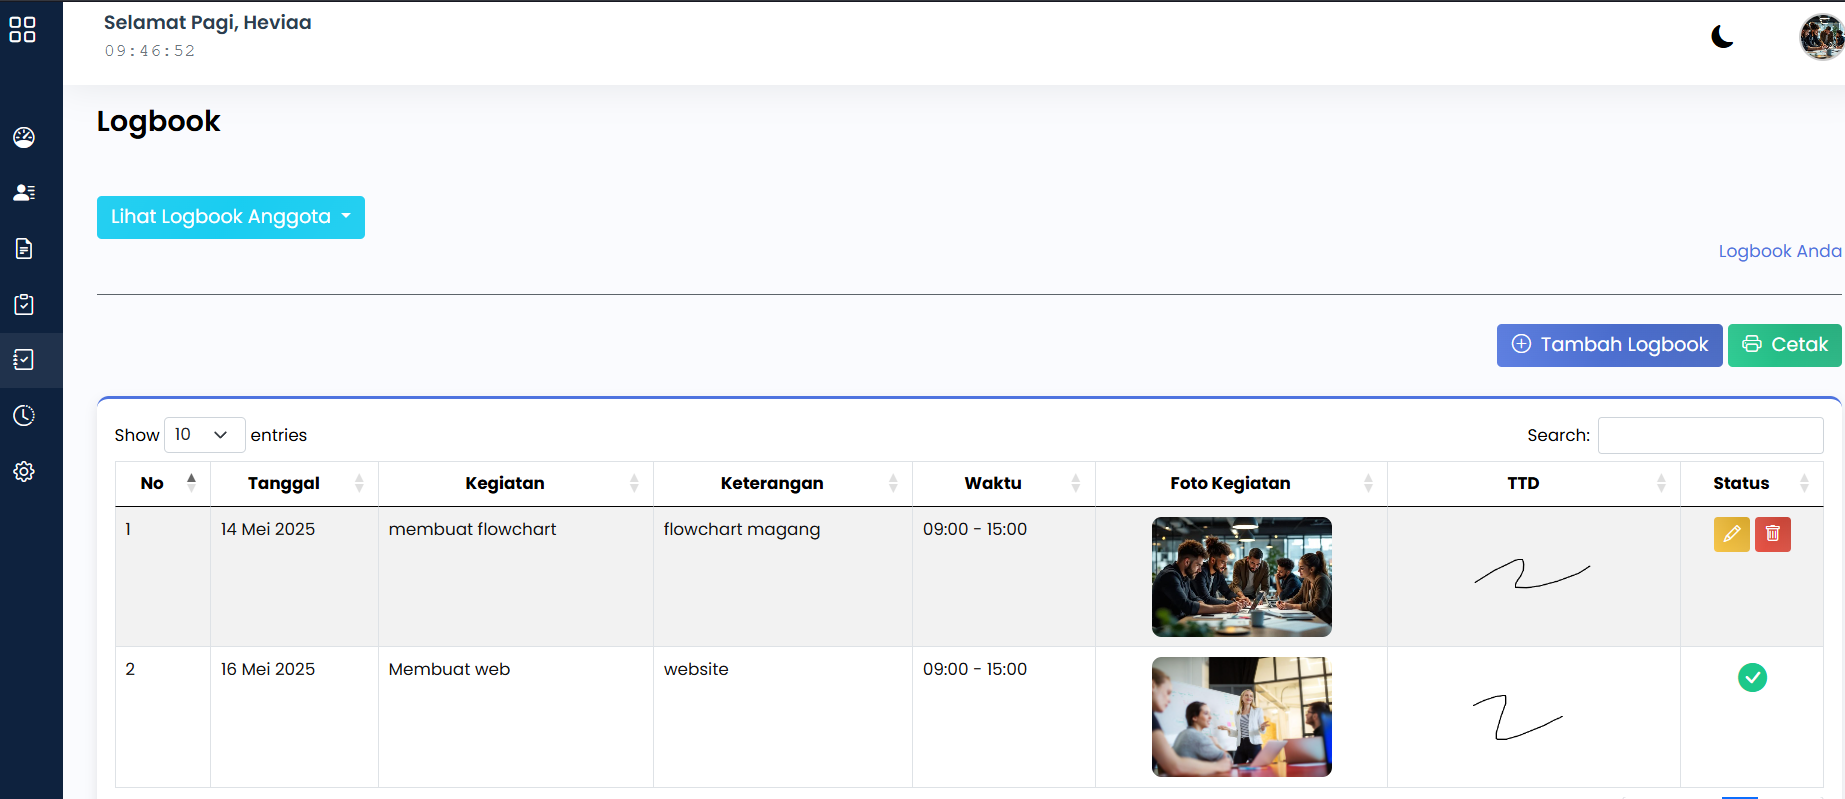 Selamat Pagi, Heviaa
09:46:52
Logbook
Lihat Logbook Anggota
Logbook Anda
Tambah Logbook Cetak
Show 10 entries Search:
No Tanggal Kegiatan Keterangan Waktu Foto Kegiatan TTD Status
1 14 Mei 2025 membuat flowchart flowchart magang 09:00 - 15:00
2 16 Mei 2025 Membuat web website 09:00 - 15:00